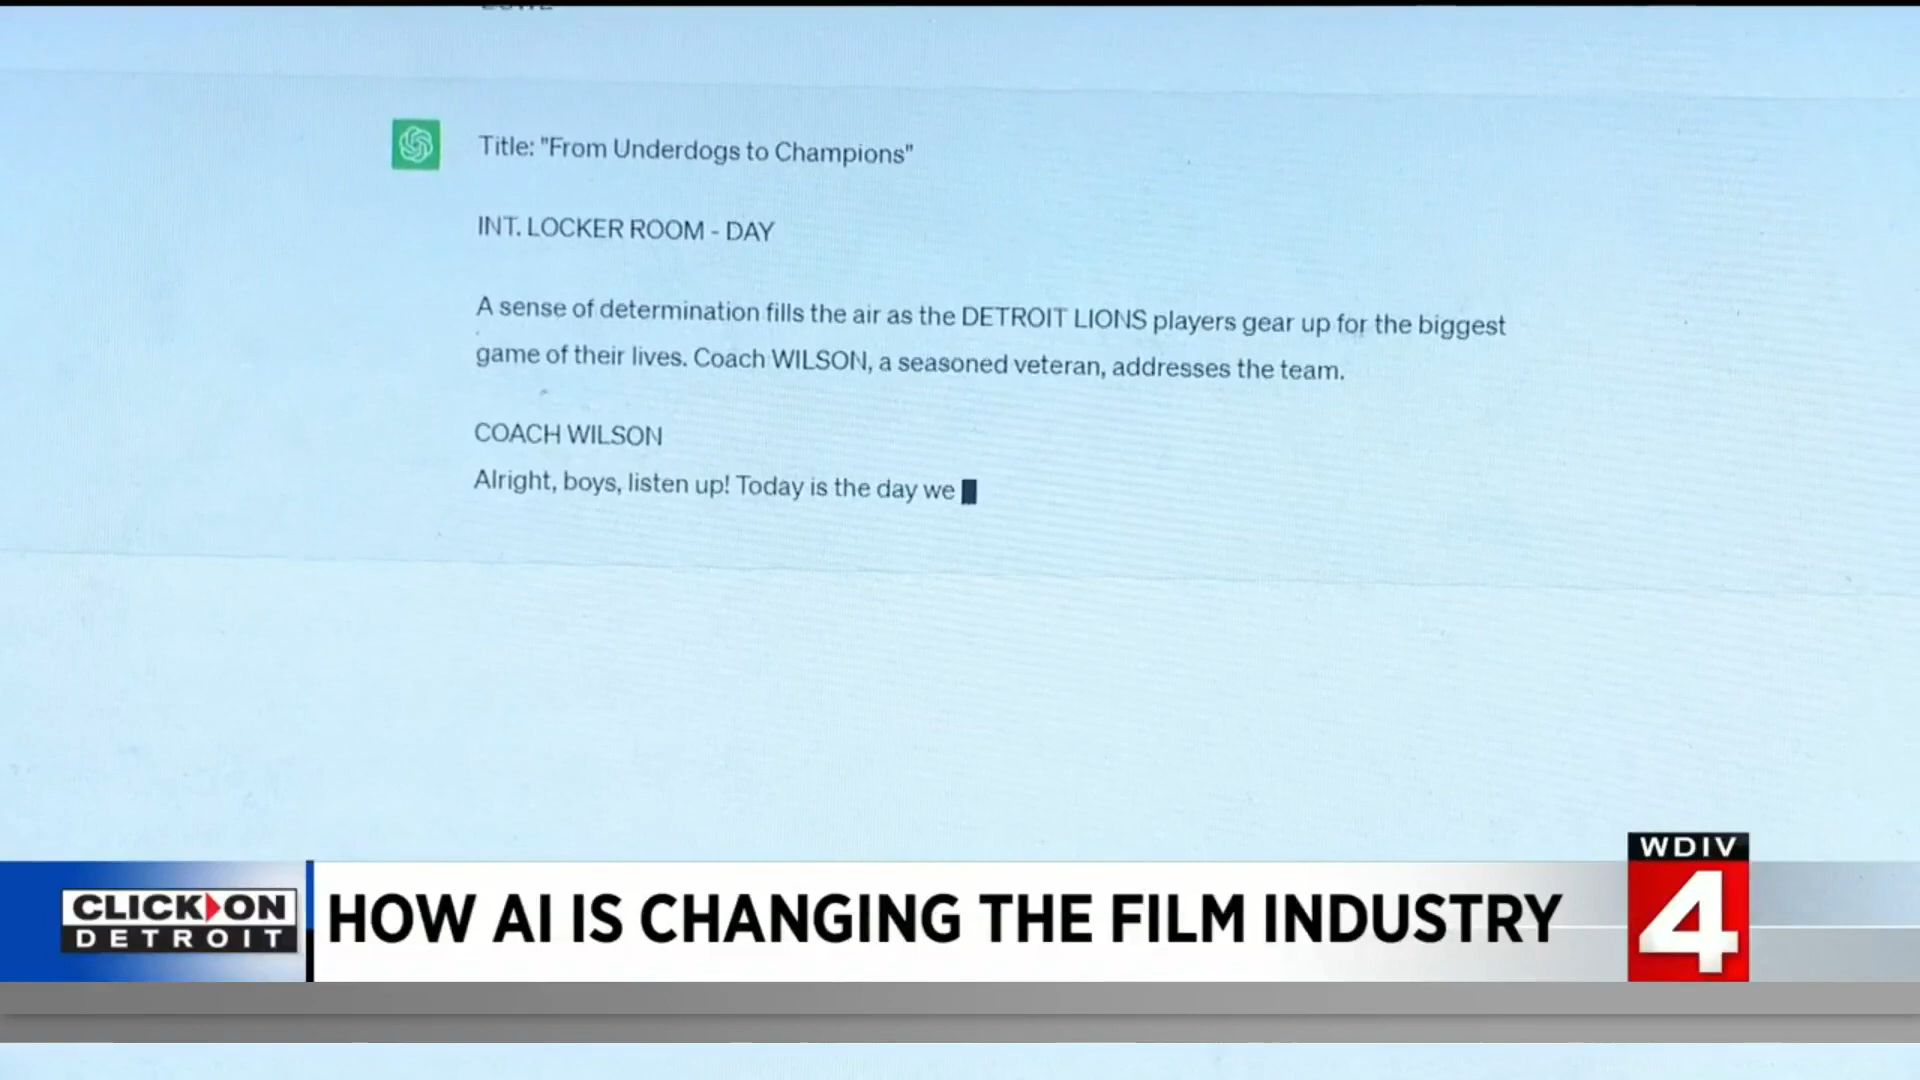 Title: "From Underdogs to Champions"
INT. LOCKER ROOM - DAY
A sense of determination fills the air as the DETROIT LIONS players gear up for the biggest
game of their lives. Coach WILSON, a seasoned veteran, addresses the team.
COACH WILSON
Alright, boys, listen up! Today is the day we
WDIV
4
CLICK ON
DETROIT
HOW AI IS CHANGING THE FILM INDUSTRY